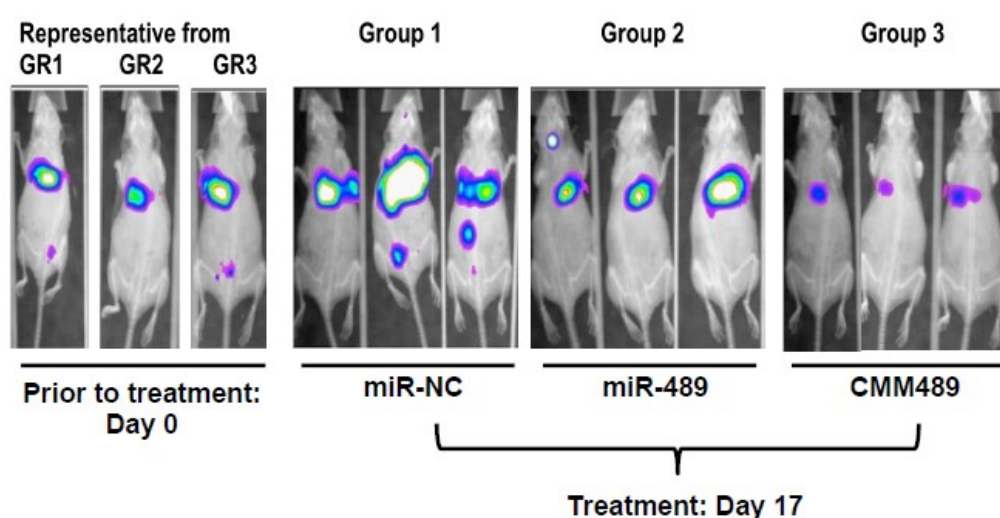 Representative from
GR1 GR2 GR3
Group 1
Group 2
Group 3
Prior to treatment:
Day 0
miR-NC
miR-489
CMM489
Treatment: Day 17